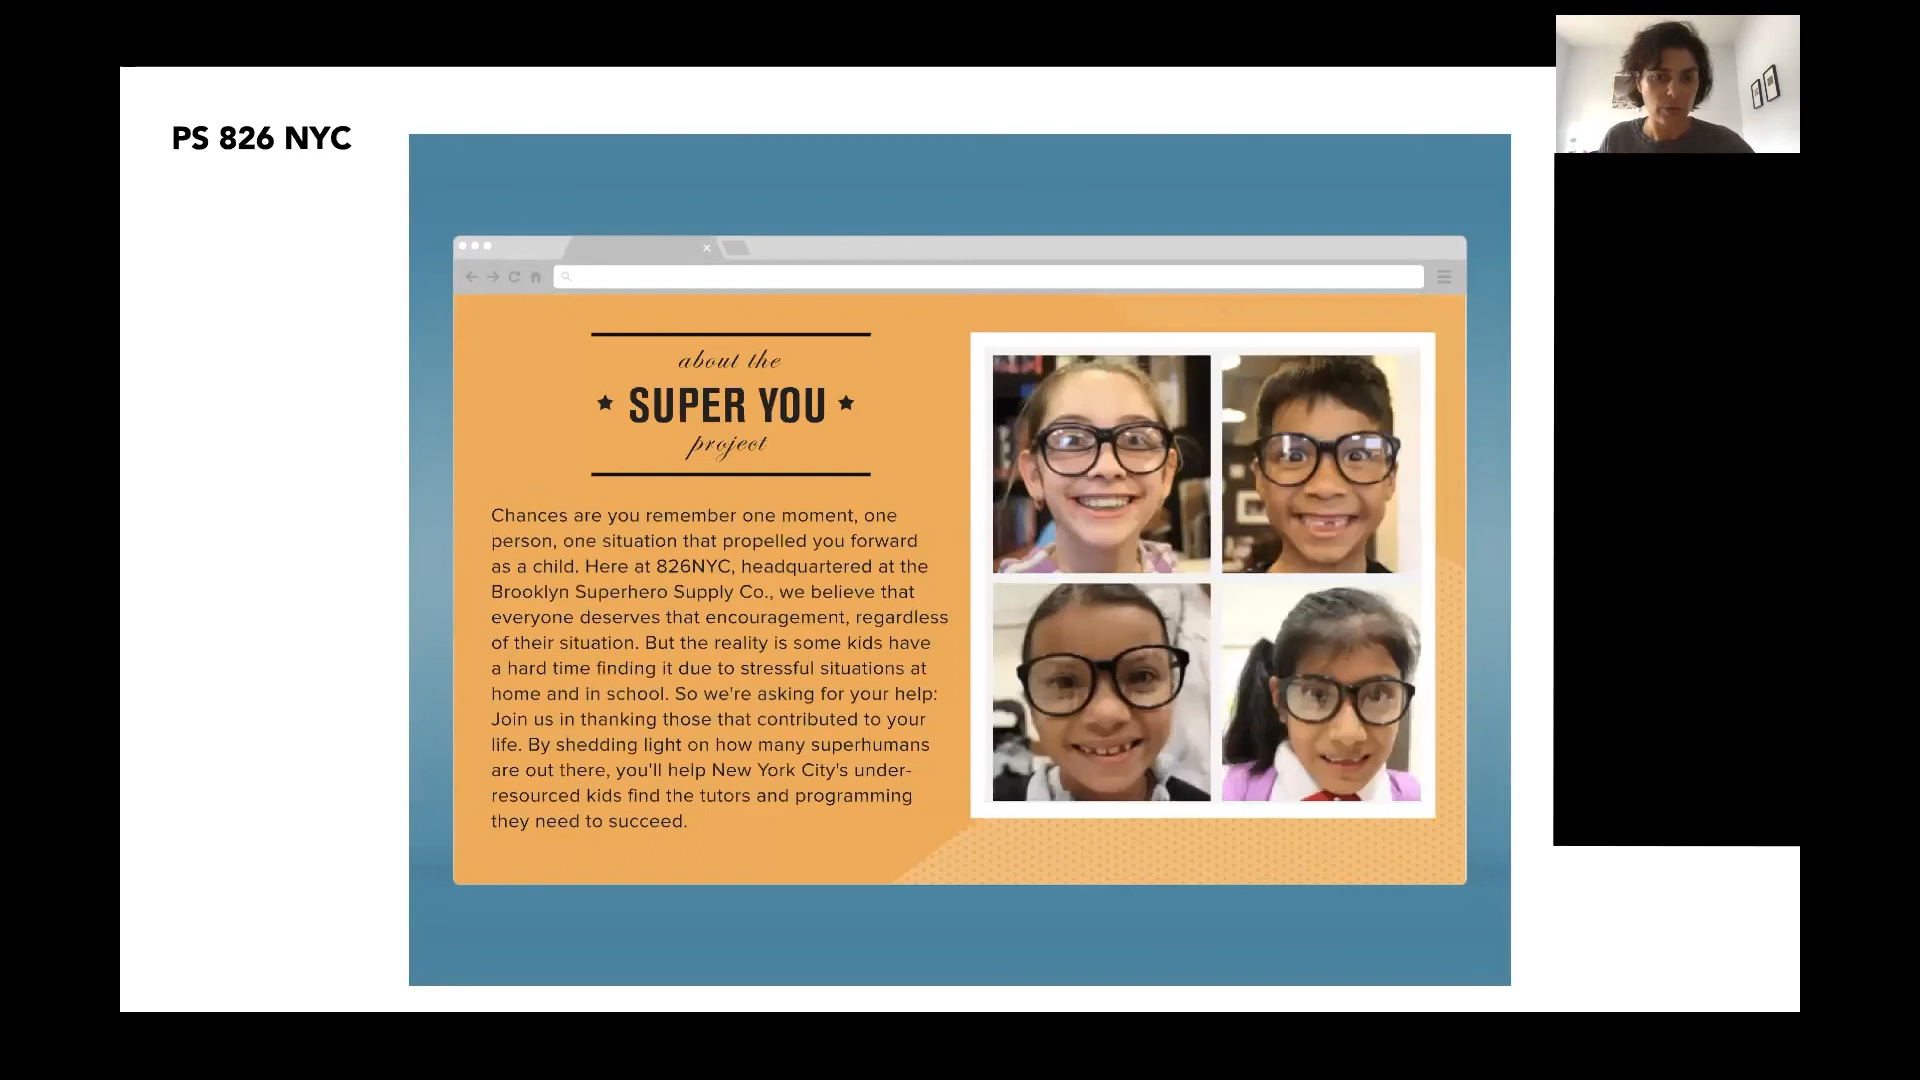 PS 826 NYC
about the
★ SUPER YOU ★
project
Chances are you remember one moment, one
person, one situation that propelled you forward
as a child. Here at 826NYC, headquartered at the
Brooklyn Superhero Supply Co., we believe that
everyone deserves that encouragement, regardless
of their situation. But the reality is some kids have
a hard time finding it due to stressful situations at
home and in school. So we're asking for your help:
Join us in thanking those that contributed to your
life. By shedding light on how many superhumans
are out there, you'll help New York City's under-
resourced kids find the tutors and programming
they need to succeed.